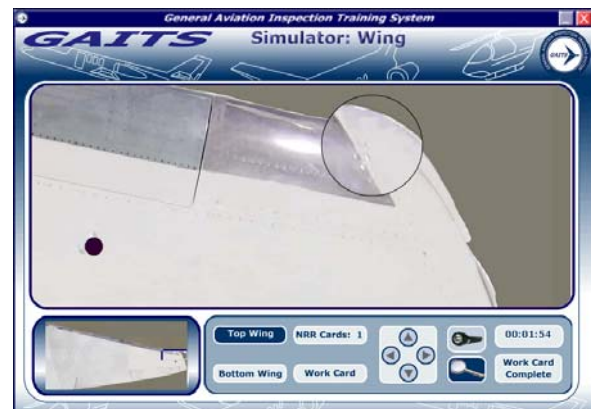 General Aviation Inspection Training System
GAITS
Simulator: Wing
GAITS
Top Wing
NRR Cards: 1
00:01:54
Bottom Wing
Work Card
Work Card
Complete